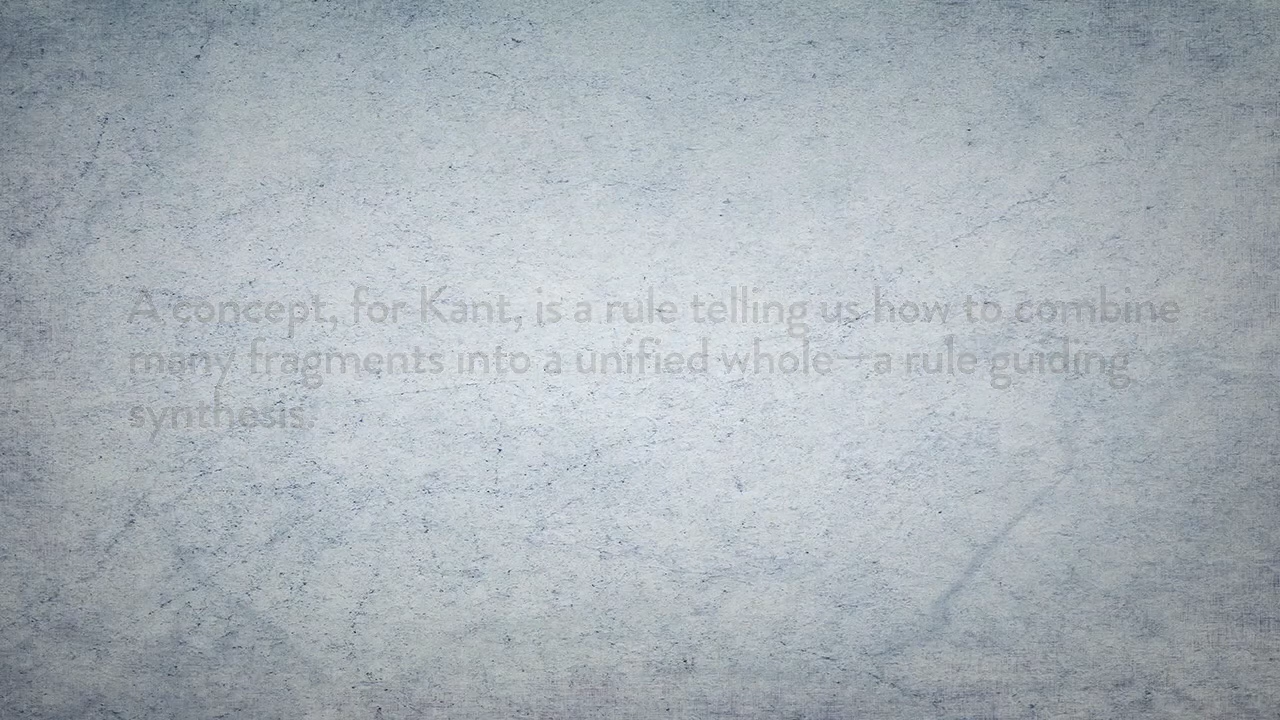 A concept, for Kant, is a rule telling us how to combine
many fragments into a unified whole—a rule guiding
synthesis.